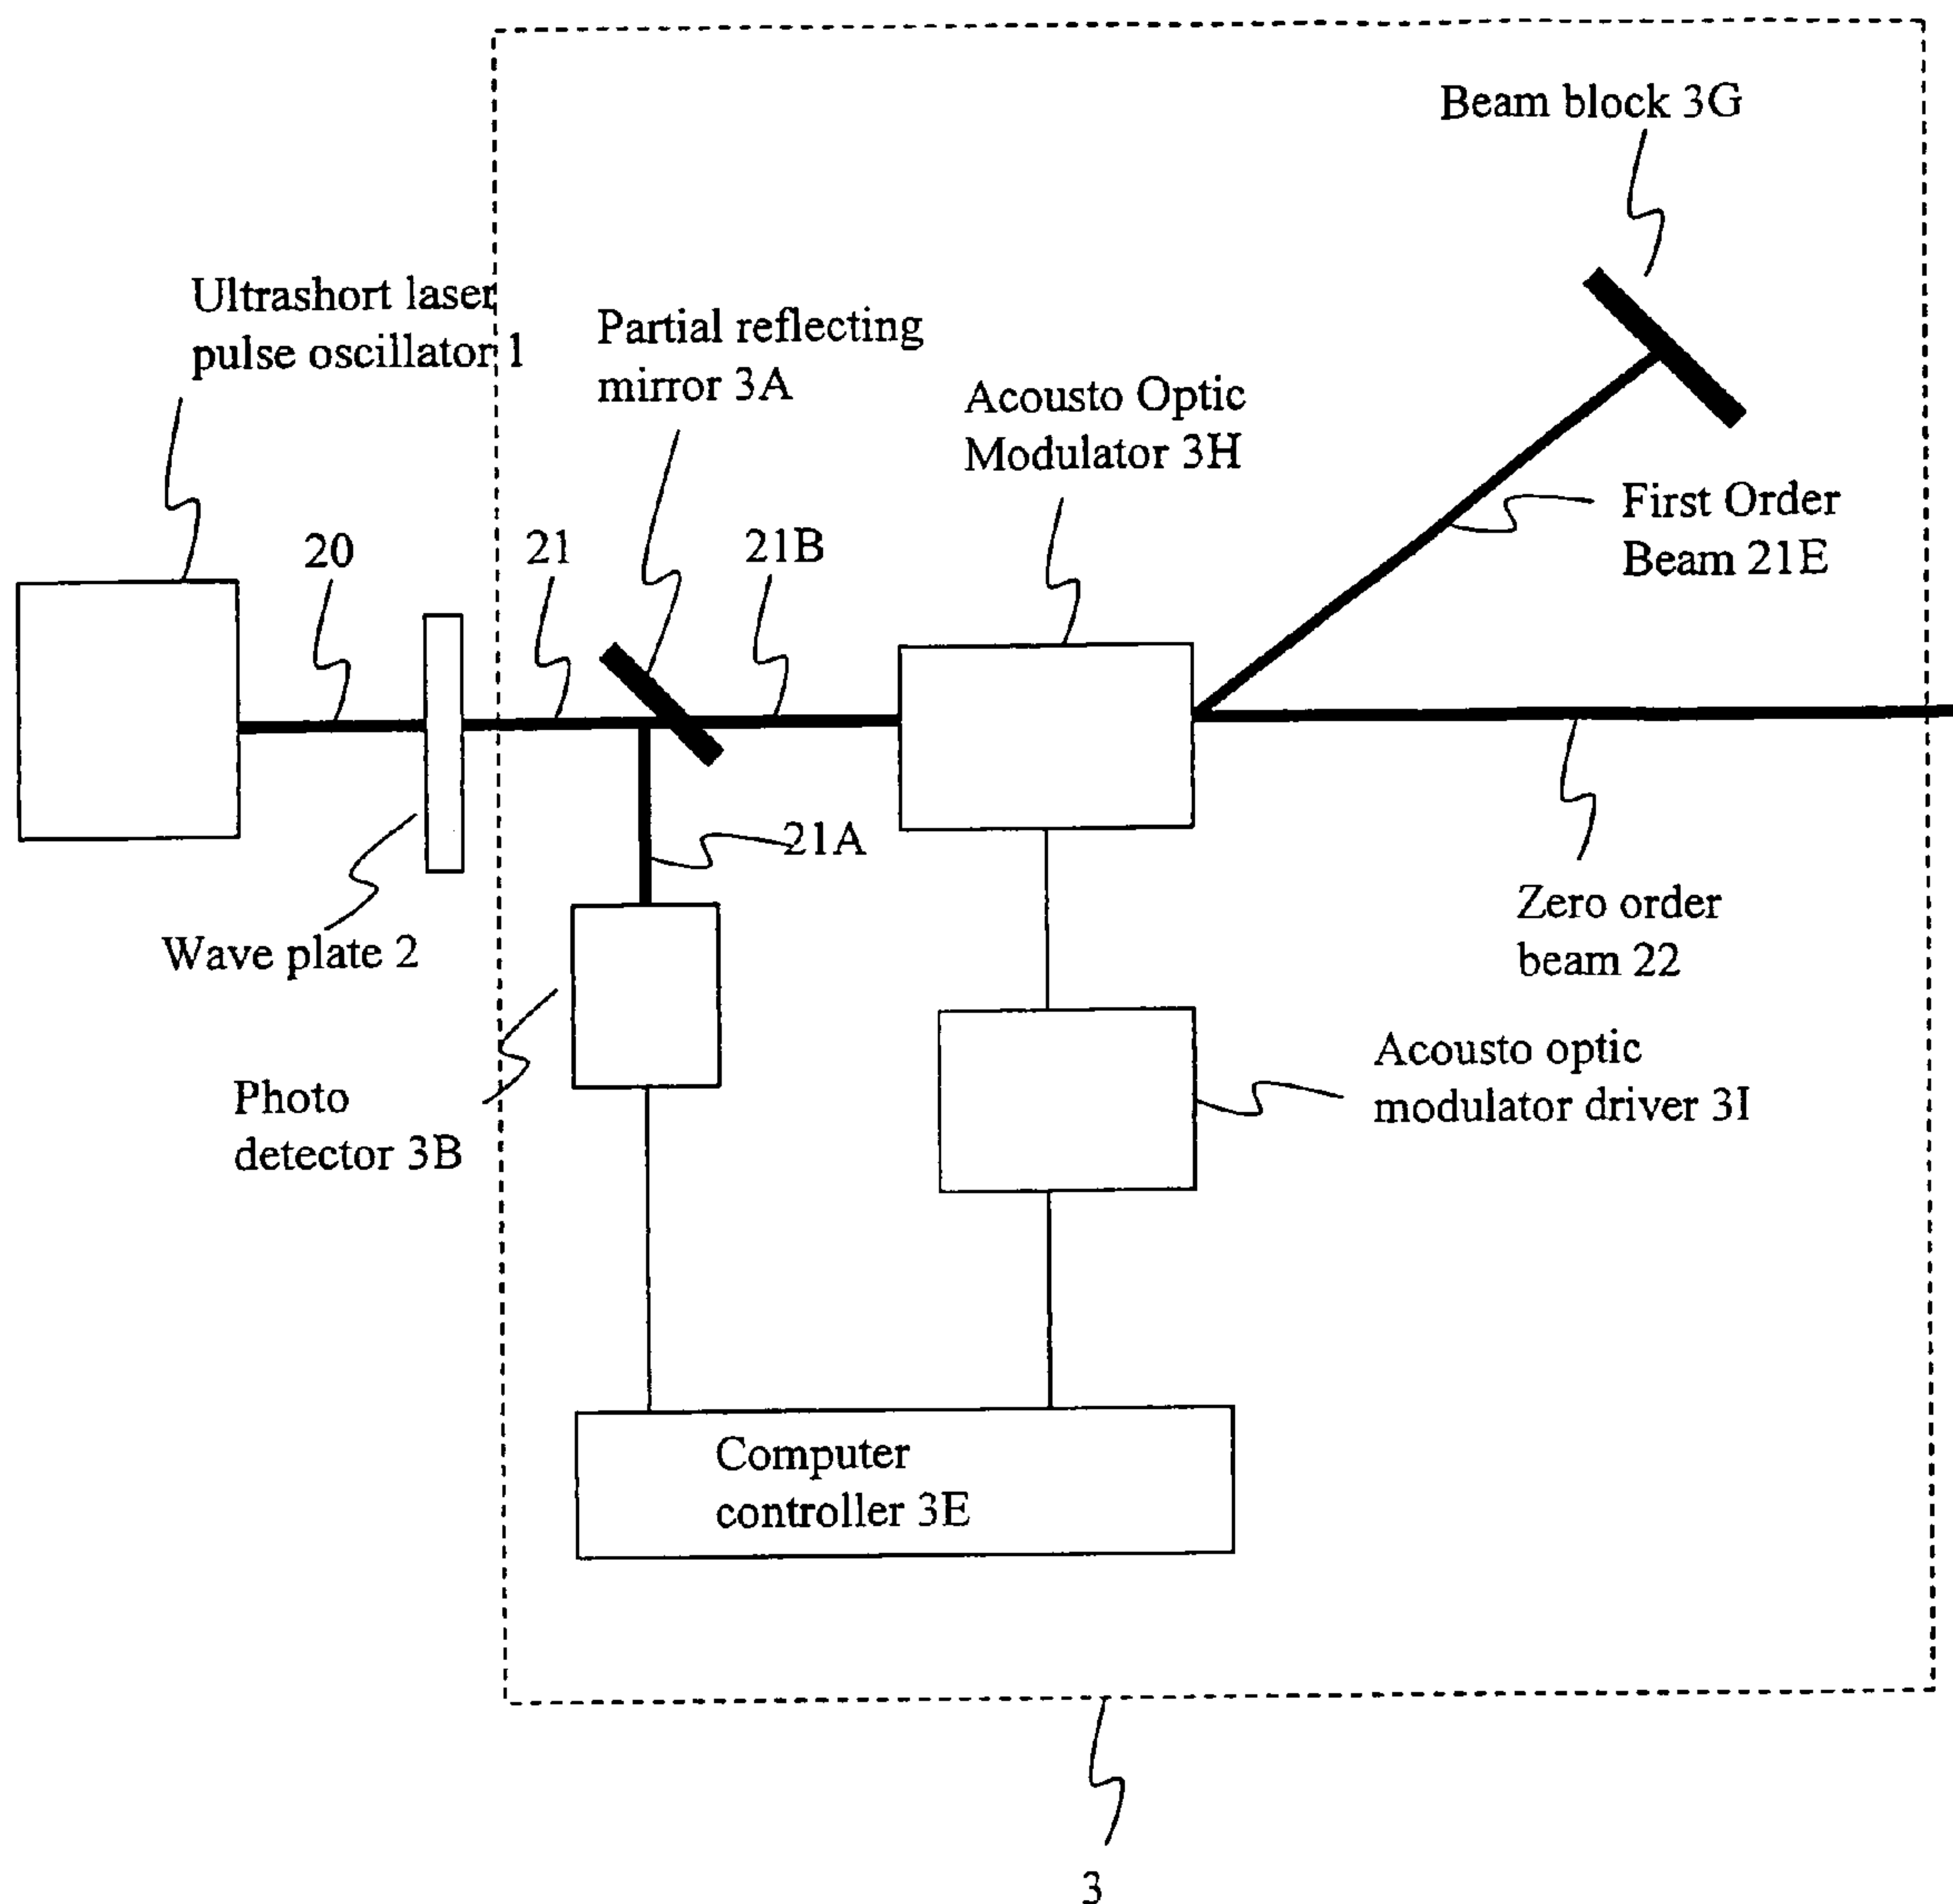 Beam block 3G
Ultrashort laser
pulse oscillator 1
Partial reflecting
mirror 3A
Acousto Optic
Modulator 3H
First Order
Beam 21E
20
21
21B
21A
Wave plate 2
Zero order
beam 22
Photo
detector 3B
Acousto optic
modulator driver 3I
Computer
controller 3E
3